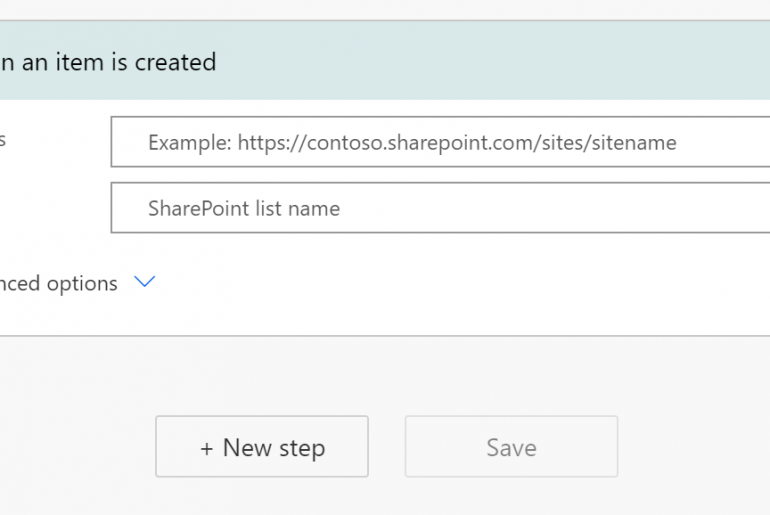 n an item is created
s
Example: https://contoso.sharepoint.com/sites/sitename
SharePoint list name
nced options
+ New step
Save